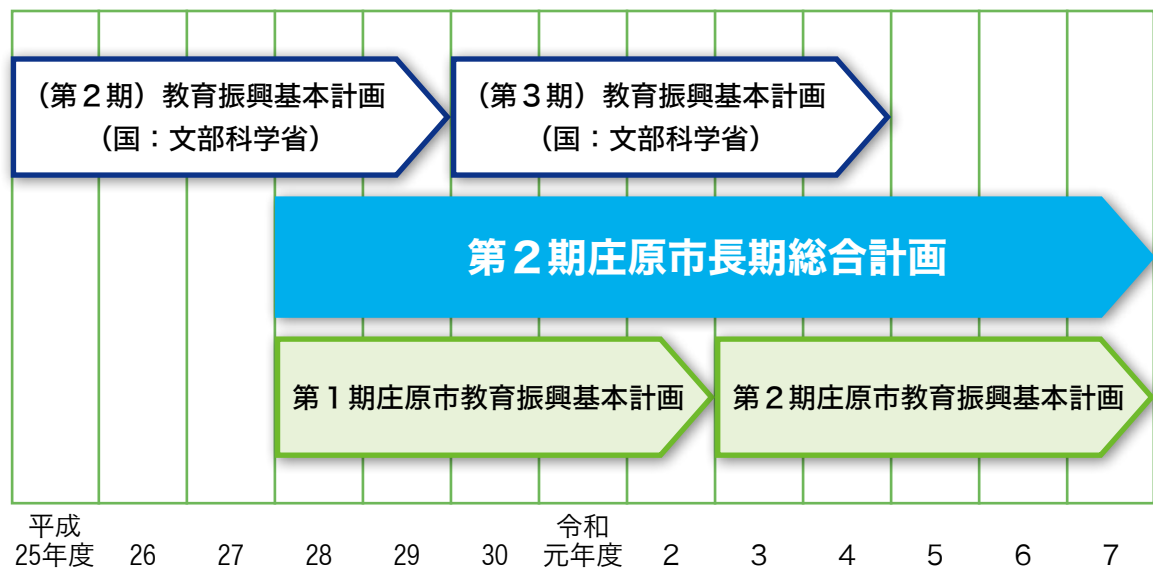 （第２期）教育振興基本計画
（国：文部科学省）
（第３期）教育振興基本計画
（国：文部科学省）
第２期庄原市長期総合計画
第１期庄原市教育振興基本計画
第２期庄原市教育振興基本計画
平成
25年度
26
27
28
29
30
令和
元年度
2
3
4
5
6
7